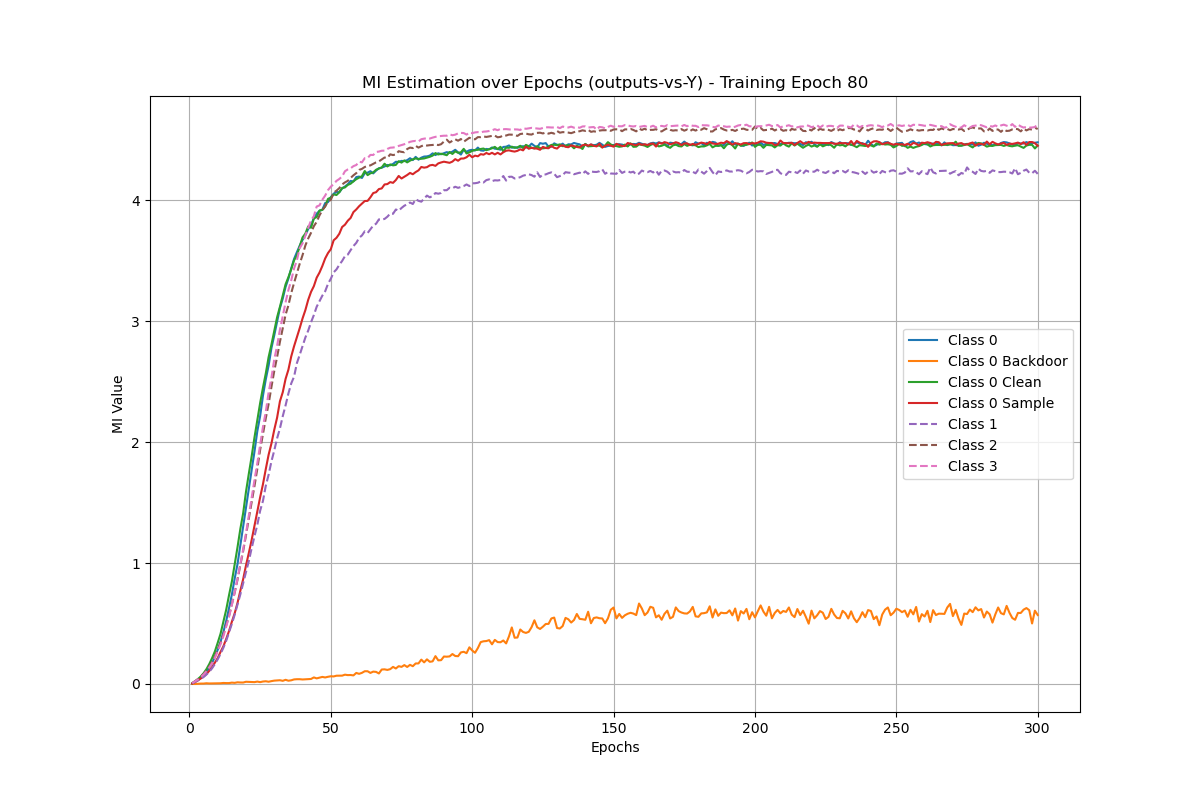 MI Estimation over Epochs (outputs-vs-Y) - Training Epoch 80
MI Value
4
3
2
1
0
Class 0
Class 0 Backdoor
Class 0 Clean
Class 0 Sample
Class 1
Class 2
Class 3
0 50 100 150 200 250 300
Epochs